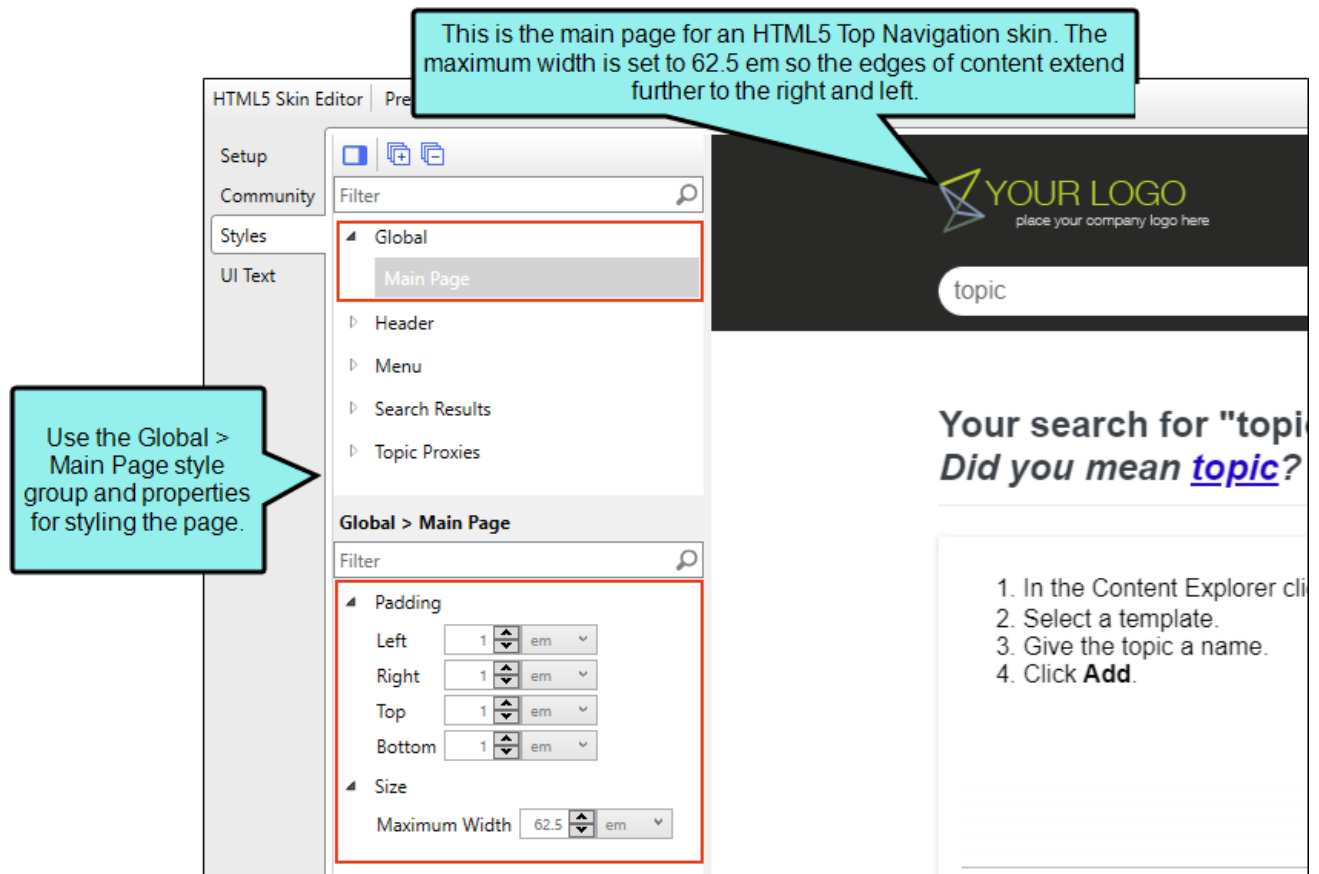 This is the main page for an HTML5 Top Navigation skin. The
maximum width is set to 62.5 em so the edges of content extend
further to the right and left.
HTML5 Skin Editor Pre
Setup
Community
Styles
UI Text
Filter
Global
Main Page
Header
Menu
Search Results
Topic Proxies
Use the Global >
Main Page style
group and properties
for styling the page.
Global > Main Page
Filter
Padding
Left 1 em
Right 1 em
Top 1 em
Bottom 1 em
Size
Maximum Width 62.5 em
YOUR LOGO
place your company logo here
topic
Your search for "topi
Did you mean topic?
1. In the Content Explorer cli
2. Select a template.
3. Give the topic a name.
4. Click Add.